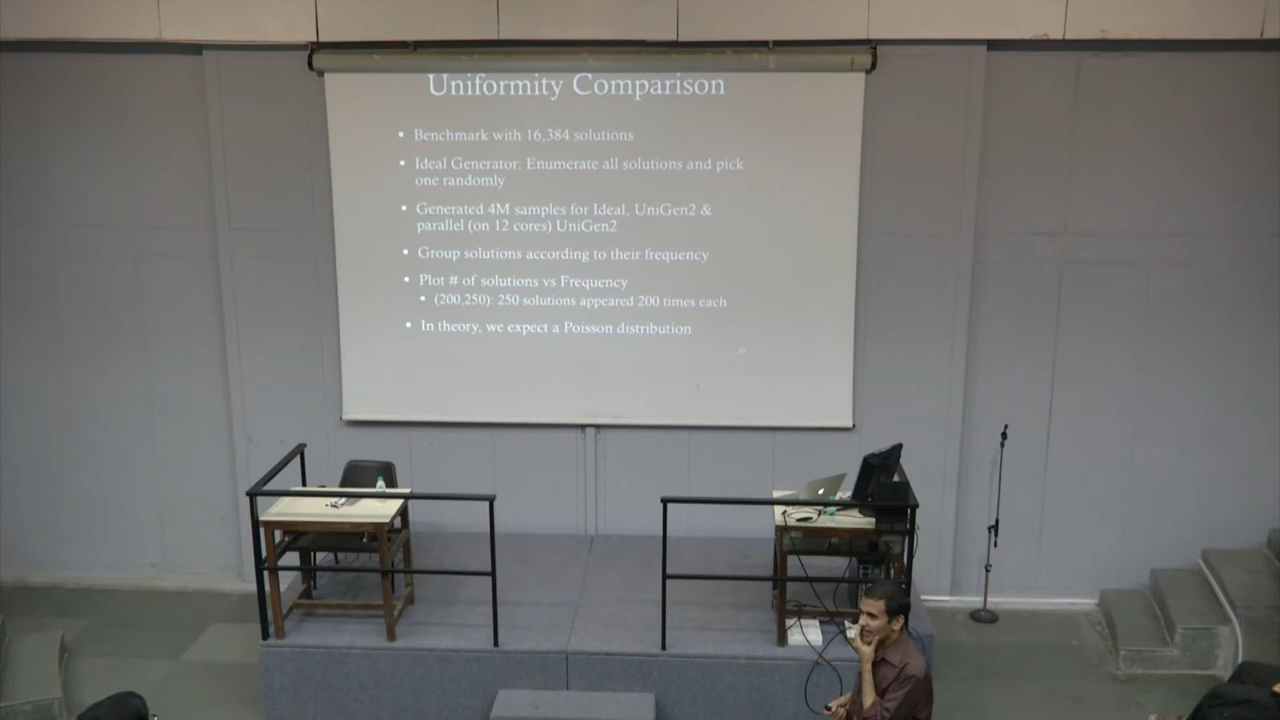 Uniformity Comparison
• Benchmark with 16,384 solutions
• Ideal Generator: Enumerate all solutions and pick
one randomly
• Generated 4M samples for Ideal, UniGen2 &
parallel (on 12 cores) UniGen2
• Group solutions according to their frequency
• Plot # of solutions vs Frequency
• (200,250): 250 solutions appeared 200 times each
• In theory, we expect a Poisson distribution